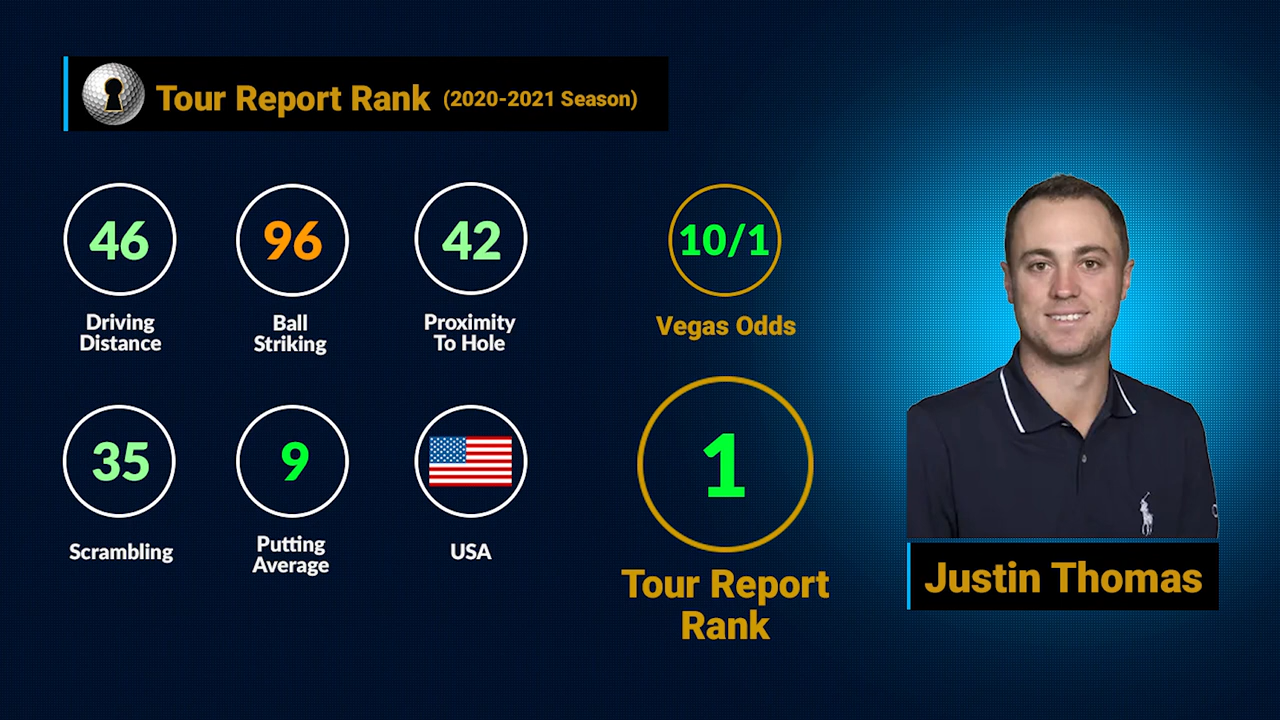 Tour Report Rank (2020-2021 Season)
46
96
42
10/1
Driving
Distance
Ball
Striking
Proximity
To Hole
Vegas Odds
35
9
1
Scrambling
Putting
Average
USA
Tour Report
Rank
Justin Thomas